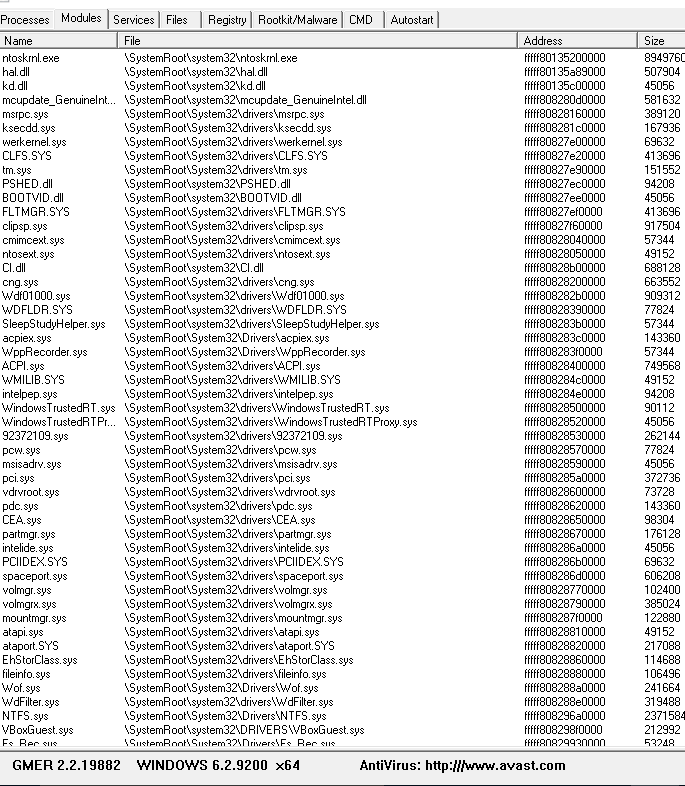 Processes Modules Services Files Registry Rootkit/Malware CMD Autostart
Name File Address Size
ntoskrnl.exe \SystemRoot\system32\ntoskrnl.exe fffff80135200000 8949760
hal.dll \SystemRoot\system32\hal.dll fffff80135a89000 507904
kd.dll \SystemRoot\system32\kd.dll fffff80135c00000 45056
mcupdate_GenuineInt... \SystemRoot\system32\mcupdate_GenuineIntel.dll fffff808280d0000 581632
msrpc.sys \SystemRoot\System32\drivers\msrpc.sys fffff80828160000 389120
ksecdd.sys \SystemRoot\System32\drivers\ksecdd.sys fffff808281c0000 167936
werkernel.sys \SystemRoot\System32\drivers\werkernel.sys fffff80827e00000 69632
CLFS.SYS \SystemRoot\System32\drivers\CLFS.SYS fffff80827e20000 413696
tm.sys \SystemRoot\System32\drivers\tm.sys fffff80827e90000 151552
PSHED.dll \SystemRoot\system32\PSHED.dll fffff80827ec0000 94208
BOOTVID.dll \SystemRoot\system32\BOOTVID.dll fffff80827ee0000 45056
FLTMGR.SYS \SystemRoot\System32\drivers\FLTMGR.SYS fffff80827ef0000 413696
clipsp.sys \SystemRoot\System32\drivers\clipsp.sys fffff80827f60000 917504
cmimcext.sys \SystemRoot\System32\drivers\cmimcext.sys fffff80828040000 57344
ntosext.sys \SystemRoot\System32\drivers\ntosext.sys fffff80828050000 49152
CI.dll \SystemRoot\system32\CI.dll fffff80828b00000 688128
cng.sys \SystemRoot\System32\drivers\cng.sys fffff80828200000 663552
Wdf01000.sys \SystemRoot\system32\drivers\Wdf01000.sys fffff808282b0000 909312
WDFLDR.SYS \SystemRoot\system32\drivers\WDFLDR.SYS fffff80828390000 77824
SleepStudyHelper.sys \SystemRoot\system32\drivers\SleepStudyHelper.sys fffff808283b0000 57344
acpiex.sys \SystemRoot\System32\Drivers\acpiex.sys fffff808283c0000 143360
WppRecorder.sys \SystemRoot\System32\Drivers\WppRecorder.sys fffff808283f0000 57344
ACPI.sys \SystemRoot\System32\drivers\ACPI.sys fffff80828400000 749568
WMILIB.SYS \SystemRoot\System32\drivers\WMILIB.SYS fffff808284c0000 49152
intelpep.sys \SystemRoot\System32\drivers\intelpep.sys fffff808284e0000 94208
WindowsTrustedRT.sys \SystemRoot\system32\drivers\WindowsTrustedRT.sys fffff80828500000 90112
WindowsTrustedRTPr... \SystemRoot\System32\drivers\WindowsTrustedRTProxy.sys fffff80828520000 45056
92372109.sys \SystemRoot\system32\drivers\92372109.sys fffff80828530000 262144
pcw.sys \SystemRoot\System32\drivers\pcw.sys fffff80828570000 77824
msisadrv.sys \SystemRoot\System32\drivers\msisadrv.sys fffff80828590000 45056
pci.sys \SystemRoot\System32\drivers\pci.sys fffff808285a0000 372736
vdrvroot.sys \SystemRoot\System32\drivers\vdrvroot.sys fffff80828600000 73728
pdc.sys \SystemRoot\system32\drivers\pdc.sys fffff80828620000 143360
CEA.sys \SystemRoot\system32\drivers\CEA.sys fffff80828650000 98304
partmgr.sys \SystemRoot\System32\drivers\partmgr.sys fffff80828670000 176128
intelide.sys \SystemRoot\System32\drivers\intelide.sys fffff808286a0000 45056
PCIIDEX.SYS \SystemRoot\System32\drivers\PCIIDEX.SYS fffff808286b0000 69632
spaceport.sys \SystemRoot\System32\drivers\spaceport.sys fffff808286d0000 606208
volmgr.sys \SystemRoot\System32\drivers\volmgr.sys fffff80828770000 102400
volmgrx.sys \SystemRoot\System32\drivers\volmgrx.sys fffff80828790000 385024
mountmgr.sys \SystemRoot\System32\drivers\mountmgr.sys fffff808287f0000 122880
atapi.sys \SystemRoot\System32\drivers\atapi.sys fffff80828810000 49152
ataport.SYS \SystemRoot\System32\drivers\ataport.SYS fffff80828820000 217088
EhStorClass.sys \SystemRoot\System32\drivers\EhStorClass.sys fffff80828860000 114688
fileinfo.sys \SystemRoot\System32\drivers\fileinfo.sys fffff80828880000 106496
Wof.sys \SystemRoot\System32\Drivers\Wof.sys fffff808288a0000 241664
WdFilter.sys \SystemRoot\system32\drivers\WdFilter.sys fffff808288e0000 319488
NTFS.sys \SystemRoot\System32\Drivers\NTFS.sys fffff808296a0000 2371584
VBoxGuest.sys \SystemRoot\System32\DRIVERS\VBoxGuest.sys fffff808298f0000 212992
Fs_Rec.sys \SystemRoot\System32\Drivers\Fs_Rec.sys fffff80829930000 53248
GMER 2.2.19882 WINDOWS 6.2.9200 x64 AntiVirus: http://www.avast.com